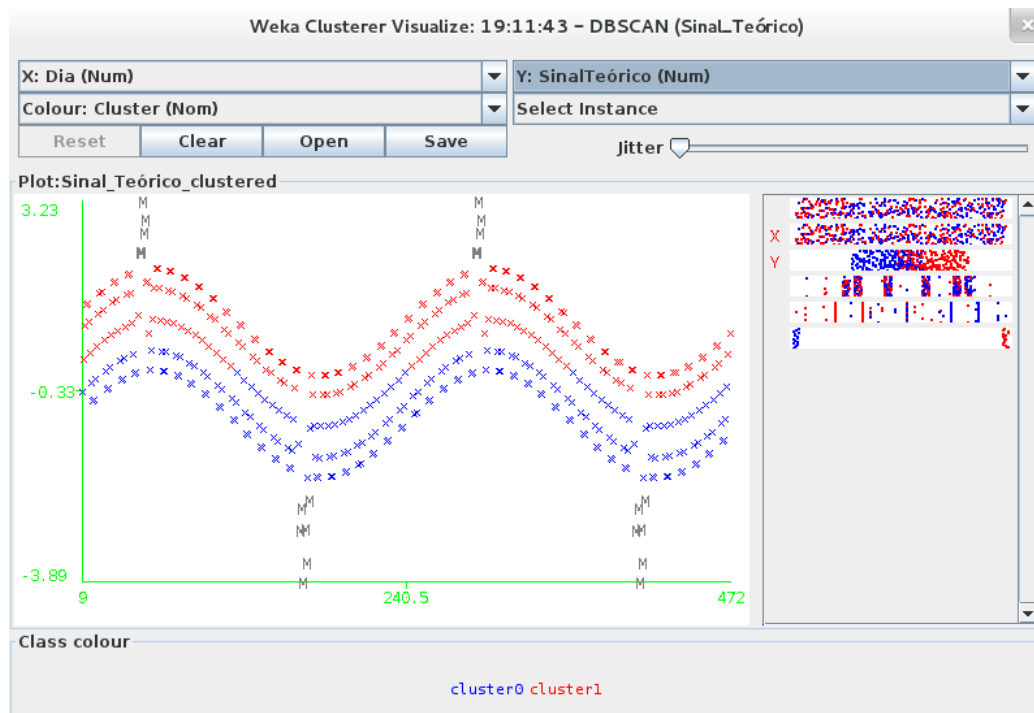 Weka Clusterer Visualize: 19:11:43 – DBSCAN (Sinal_Teórico)
X: Dia (Num) Y: SinalTeórico (Num)
Colour: Cluster (Nom) Select Instance
Reset Clear Open Save Jitter
Plot:Sinal_Teórico_clustered
3.23
-0.33
-3.89
9 240.5 472
X
Y
M M
M M
M M
M M
M M
M M
M M
M M
M M
Class colour
cluster0 cluster1